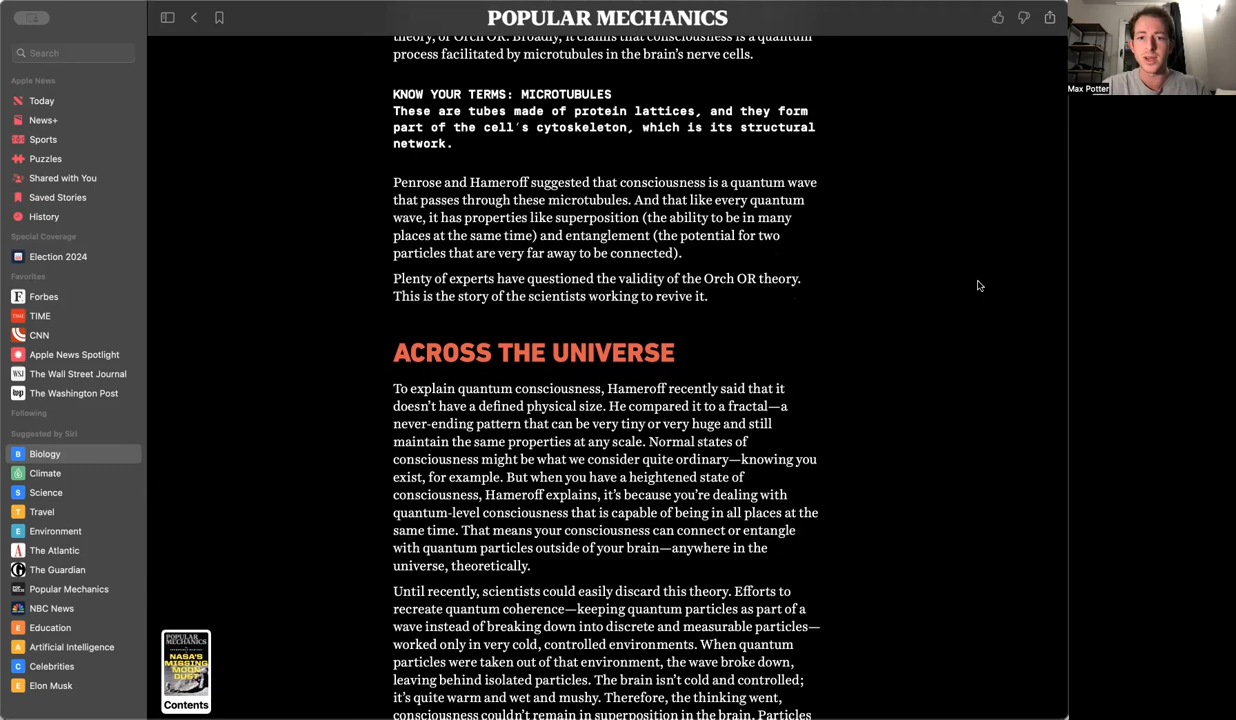 POPULAR MECHANICS
Search
Apple News
Today
News+
Sports
Puzzles
Shared with You
Saved Stories
History
Special Coverage
Election 2024
Favorites
Forbes
TIME
CNN
Apple News Spotlight
The Wall Street Journal
The Washington Post
Following
Suggested by Siri
Biology
Climate
Science
Travel
Environment
The Atlantic
The Guardian
Popular Mechanics
NBC News
Education
Artificial Intelligence
Celebrities
Elon Musk
theory, or Orch OR. Broadly, it claims that consciousness is a quantum
process facilitated by microtubules in the brain’s nerve cells.
KNOW YOUR TERMS: MICROTUBULES
These are tubes made of protein lattices, and they form
part of the cell’s cytoskeleton, which is its structural
network.
Penrose and Hameroff suggested that consciousness is a quantum wave
that passes through these microtubules. And that like every quantum
wave, it has properties like superposition (the ability to be in many
places at the same time) and entanglement (the potential for two
particles that are very far away to be connected).
Plenty of experts have questioned the validity of the Orch OR theory.
This is the story of the scientists working to revive it.
ACROSS THE UNIVERSE
To explain quantum consciousness, Hameroff recently said that it
doesn’t have a defined physical size. He compared it to a fractal—a
never-ending pattern that can be very tiny or very huge and still
maintain the same properties at any scale. Normal states of
consciousness might be what we consider quite ordinary—knowing you
exist, for example. But when you have a heightened state of
consciousness, Hameroff explains, it’s because you’re dealing with
quantum-level consciousness that is capable of being in all places at the
same time. That means your consciousness can connect or entangle
with quantum particles outside of your brain—anywhere in the
universe, theoretically.
Until recently, scientists could easily discard this theory. Efforts to
recreate quantum coherence—keeping quantum particles as part of a
wave instead of breaking down into discrete and measurable particles—
worked only in very cold, controlled environments. When quantum
particles were taken out of that environment, the wave broke down,
leaving behind isolated particles. The brain isn’t cold and controlled;
it’s quite warm and wet and mushy. Therefore, the thinking went,
consciousness couldn’t remain in superposition in the brain. Particles
POPULAR MECHANICS
NASA'S
MISSING
MOON
DUST
Contents
Max Potter